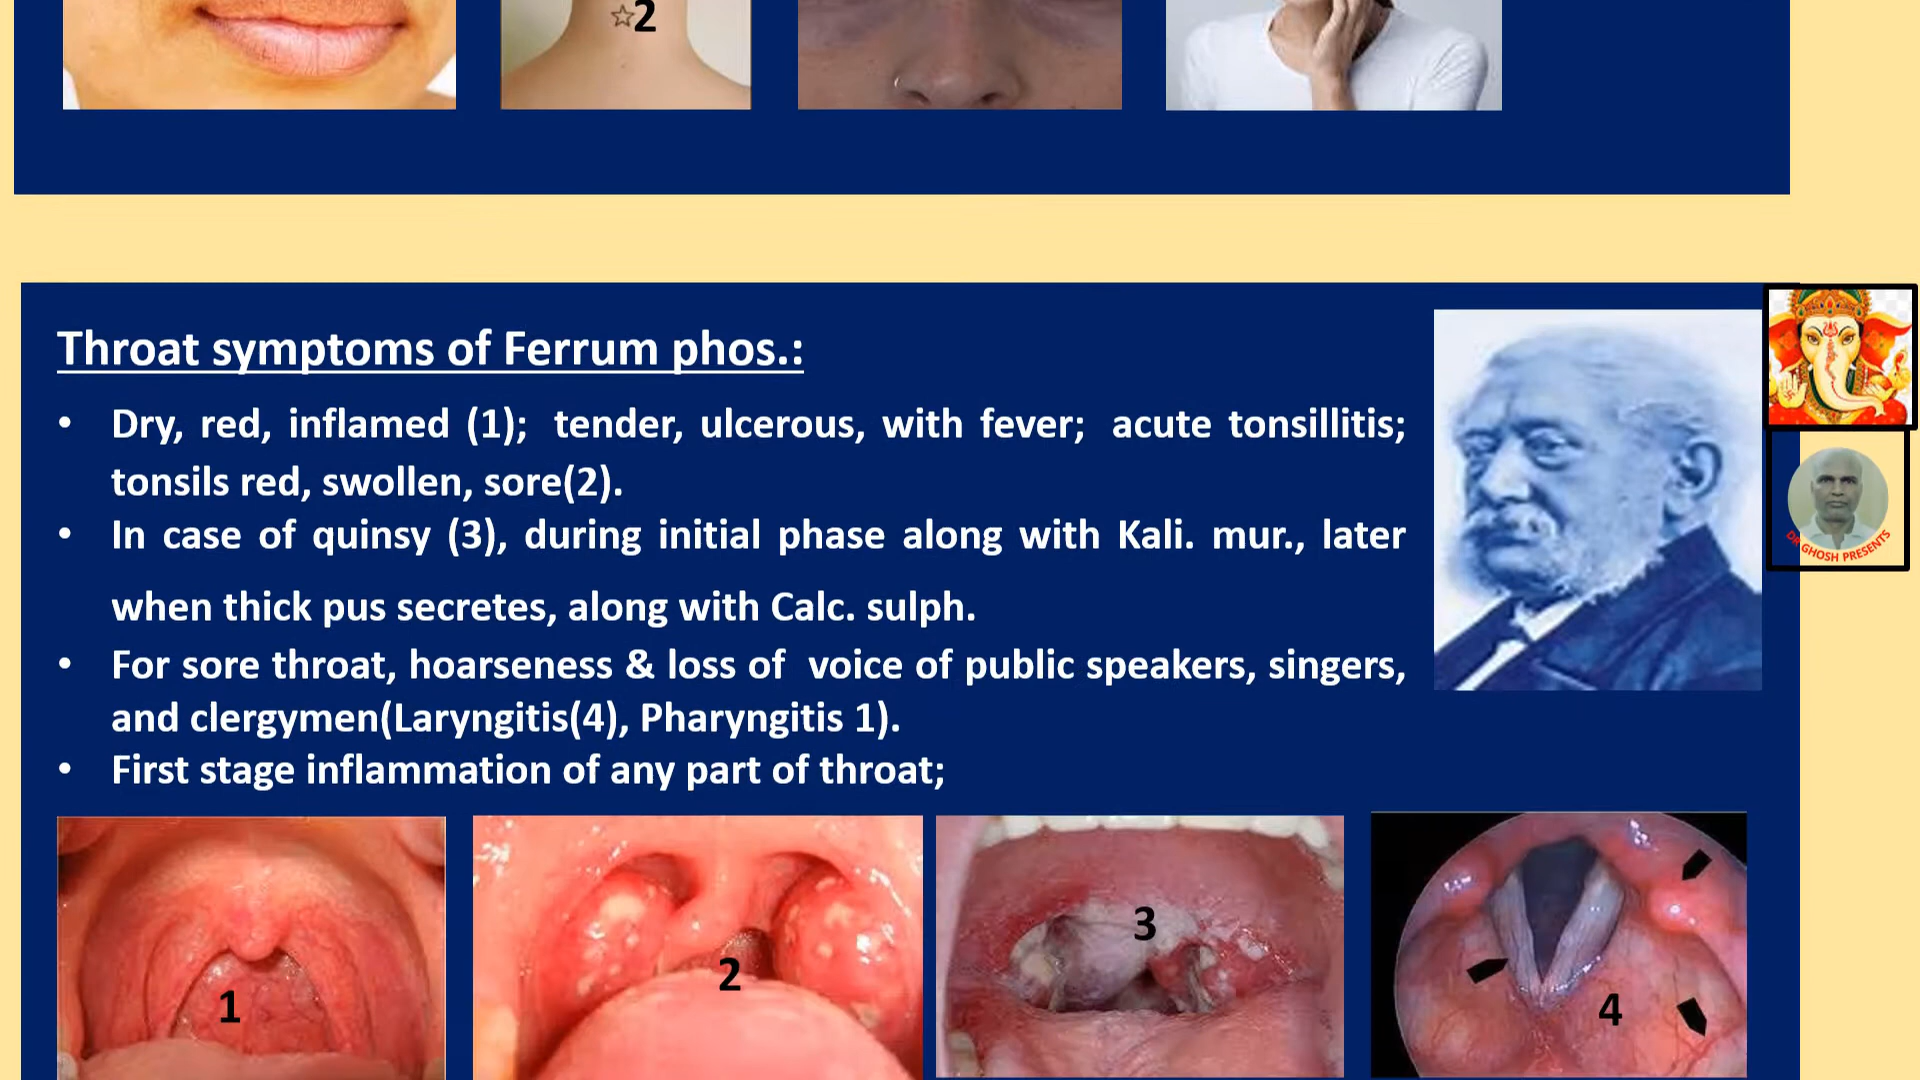 ☆2
Throat symptoms of Ferrum phos.:
• Dry, red, inflamed (1); tender, ulcerous, with fever; acute tonsillitis;
tonsils red, swollen, sore(2).
• In case of quinsy (3), during initial phase along with Kali. mur., later
when thick pus secretes, along with Calc. sulph.
• For sore throat, hoarseness & loss of voice of public speakers, singers,
and clergymen(Laryngitis(4), Pharyngitis 1).
• First stage inflammation of any part of throat;
DR GHOSH PRESENTS
1
2
3
4